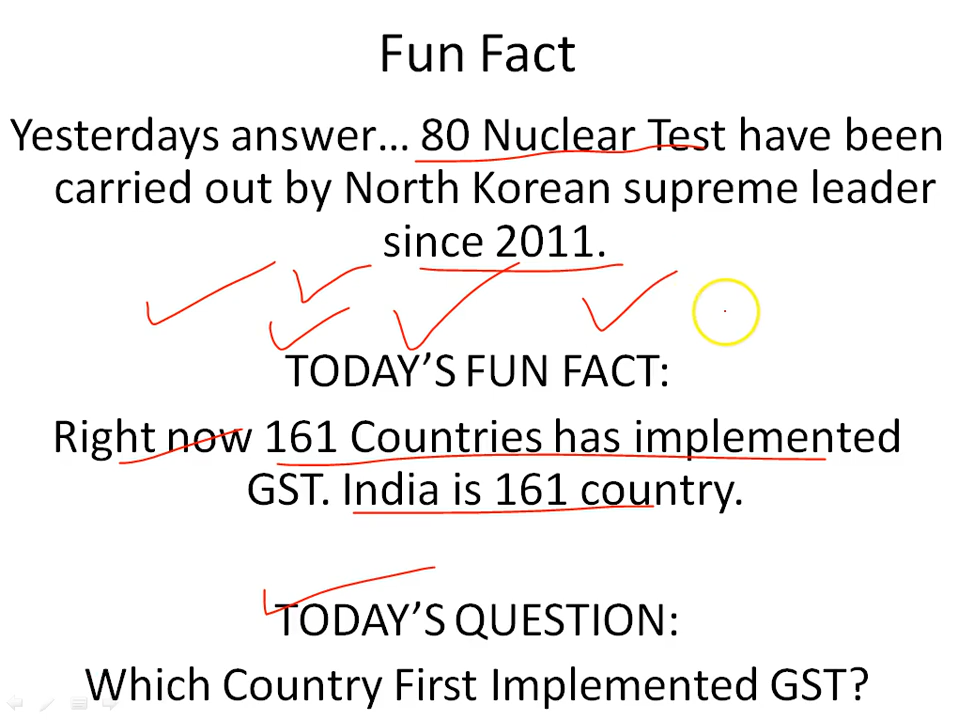 Fun Fact
Yesterdays answer... 80 Nuclear Test have been
carried out by North Korean supreme leader
since 2011.
TODAY'S FUN FACT:
Right now 161 Countries has implemented
GST. India is 161 country.
TODAY'S QUESTION:
Which Country First Implemented GST?